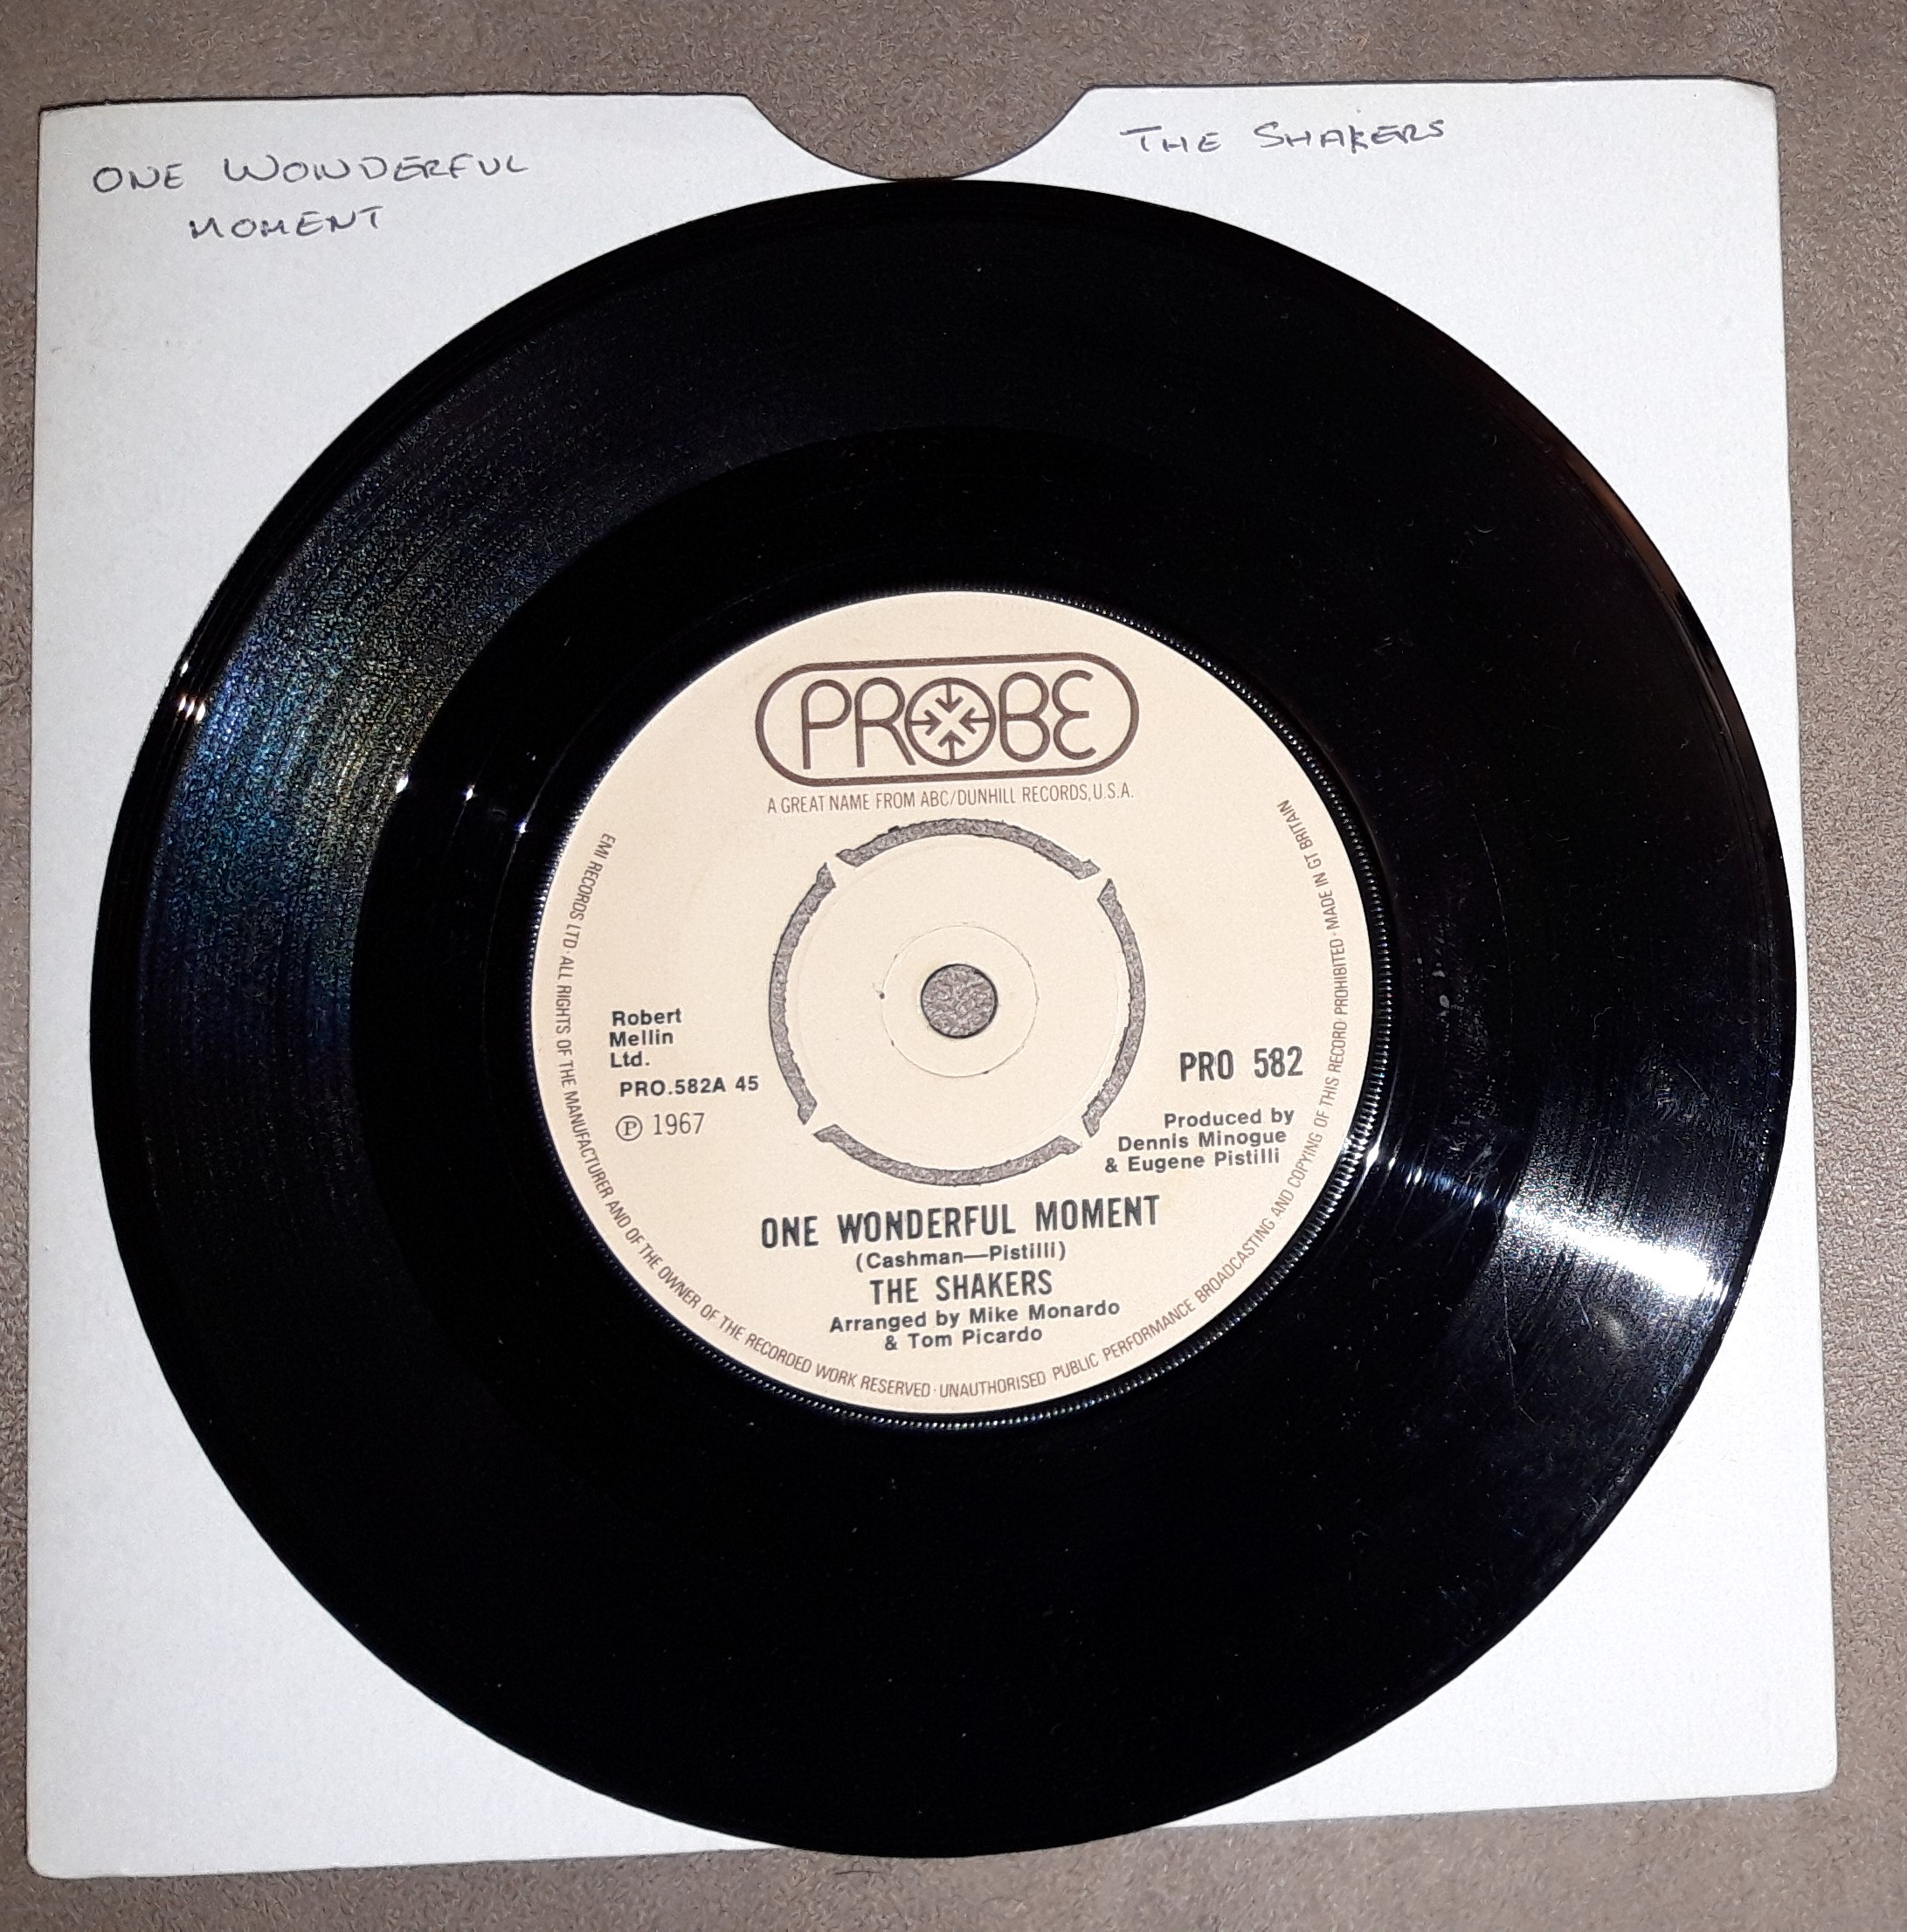 ONE WONDERFUL
MOMENT
THE SHAKERS
PROBE
A GREAT NAME FROM ABC/DUNHILL RECORDS, U.S.A.
EMI RECORDS LTD · ALL RIGHTS OF THE MANUFACTURER AND OF THE OWNER OF THE RECORDED WORK RESERVED · UNAUTHORISED PUBLIC PERFORMANCE BROADCASTING AND COPYING OF THIS RECORD PROHIBITED · MADE IN GT BRITAIN
Robert
Mellin
Ltd.
PRO.582A 45
℗ 1967
PRO 582
Produced by
Dennis Minogue
& Eugene Pistilli
ONE WONDERFUL MOMENT
(Cashman—Pistilli)
THE SHAKERS
Arranged by Mike Monardo
& Tom Picardo